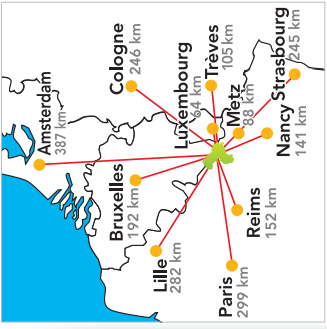 Amsterdam
387 km
Cologne
246 km
Bruxelles
192 km
Lille
282 km
Luxembourg
64 km
Trèves
105 km
Metz
88 km
Strasbourg
245 km
Nancy
141 km
Reims
152 km
Paris
299 km